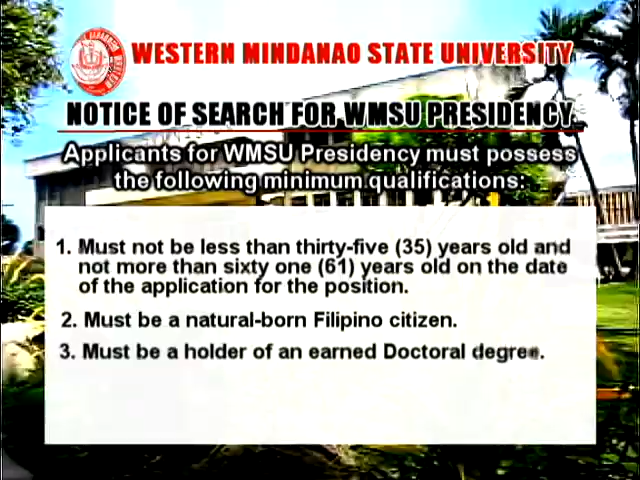 WESTERN MINDANAO STATE UNIVERSITY
NOTICE OF SEARCH FOR WMSU PRESIDENCY
Applicants for WMSU Presidency must possess
the following minimum qualifications:
1. Must not be less than thirty-five (35) years old and
not more than sixty one (61) years old on the date
of the application for the position.
2. Must be a natural-born Filipino citizen.
3. Must be a holder of an earned Doctoral degree.